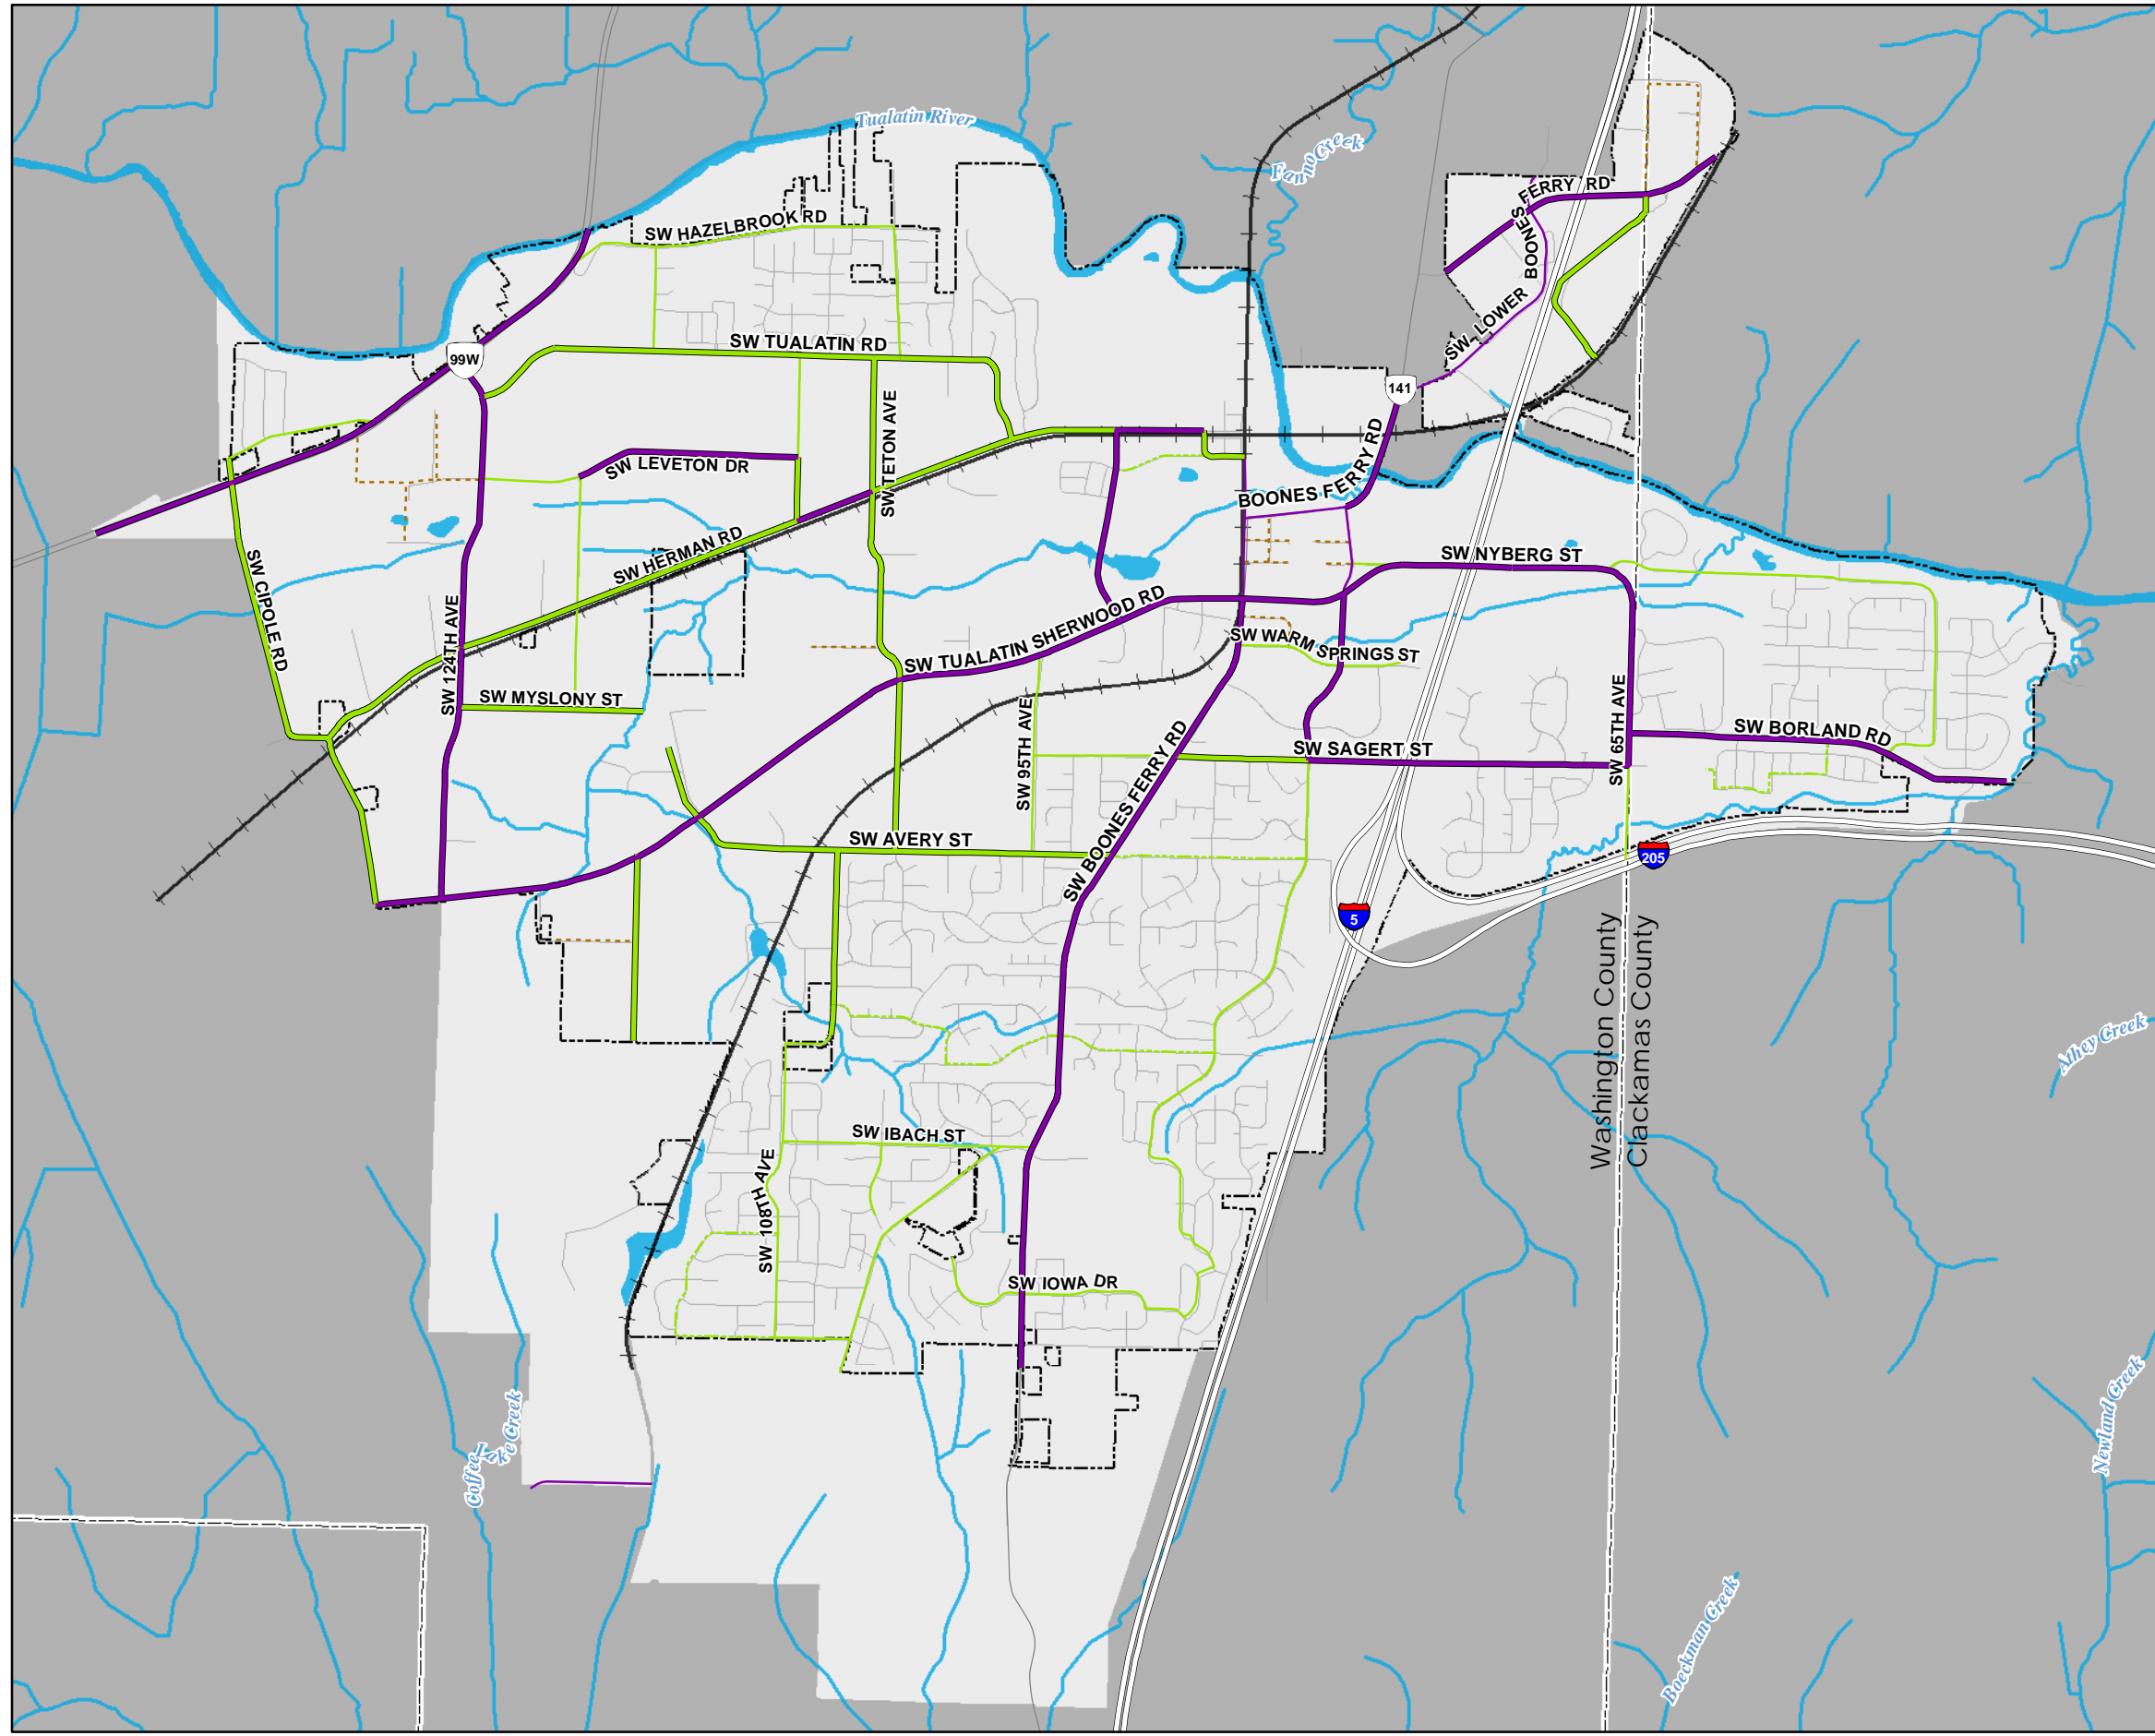 Tualatin River
Fanno Creek
SW HAZELBROOK RD
BOONES FERRY RD
SW LOWER
SW TUALATIN RD
99W
141
SW TETON AVE
SW LEVETON DR
BOONES FERRY RD
SW HERMAN RD
SW NYBERG ST
SW CIPOLE RD
SW 124TH AVE
SW TUALATIN SHERWOOD RD
SW WARM SPRINGS ST
SW MYSLONY ST
SW 95TH AVE
SW BOONES FERRY RD
SW SAGERT ST
SW 65TH AVE
SW BORLAND RD
SW AVERY ST
205
5
Washington County
Clackamas County
Athey Creek
SW IBACH ST
SW 108TH AVE
SW IOWA DR
Coffee Lake Creek
Newland Creek
Boeckman Creek